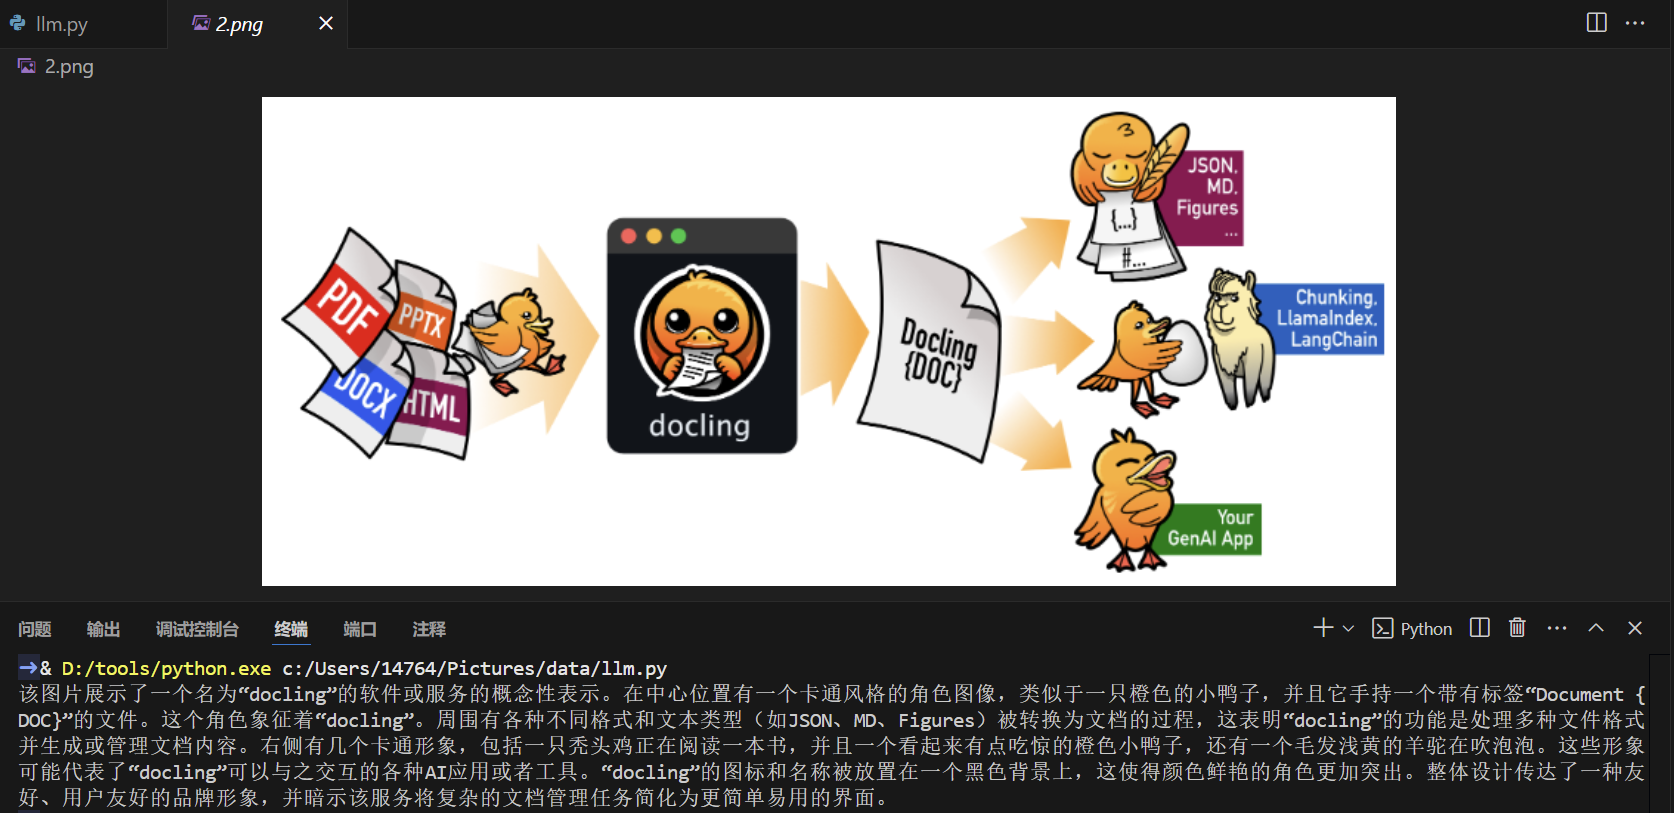 llm.py
2.png
2.png
PDF
PPTX
DOCX
HTML
docling
Docling
{DOC}
{...}
#...
JSON,
MD,
Figures
...
Chunking,
LlamaIndex,
LangChain
Your
GenAI App
问题 输出 调试控制台 终端 端口 注释
Python
→& D:/tools/python.exe c:/Users/14764/Pictures/data/llm.py
该图片展示了一个名为“docling”的软件或服务的概念性表示。在中心位置有一个卡通风格的角色图像，类似于一只橙色的小鸭子，并且它手持一个带有标签“Document {
DOC}”的文件。这个角色象征着“docling”。周围有各种不同格式和文本类型（如JSON、MD、Figures）被转换为文档的过程，这表明“docling”的功能是处理多种文件格式
并生成或管理文档内容。右侧有几个卡通形象，包括一只秃头鸡正在阅读一本书，并且一个看起来有点吃惊的橙色小鸭子，还有一个毛发浅黄的羊驼在吹泡泡。这些形象
可能代表了“docling”可以与之交互的各种AI应用或者工具。“docling”的图标和名称被放置在一个黑色背景上，这使得颜色鲜艳的角色更加突出。整体设计传达了一种友
好、用户友好的品牌形象，并暗示该服务将复杂的文档管理任务简化为更简单易用的界面。